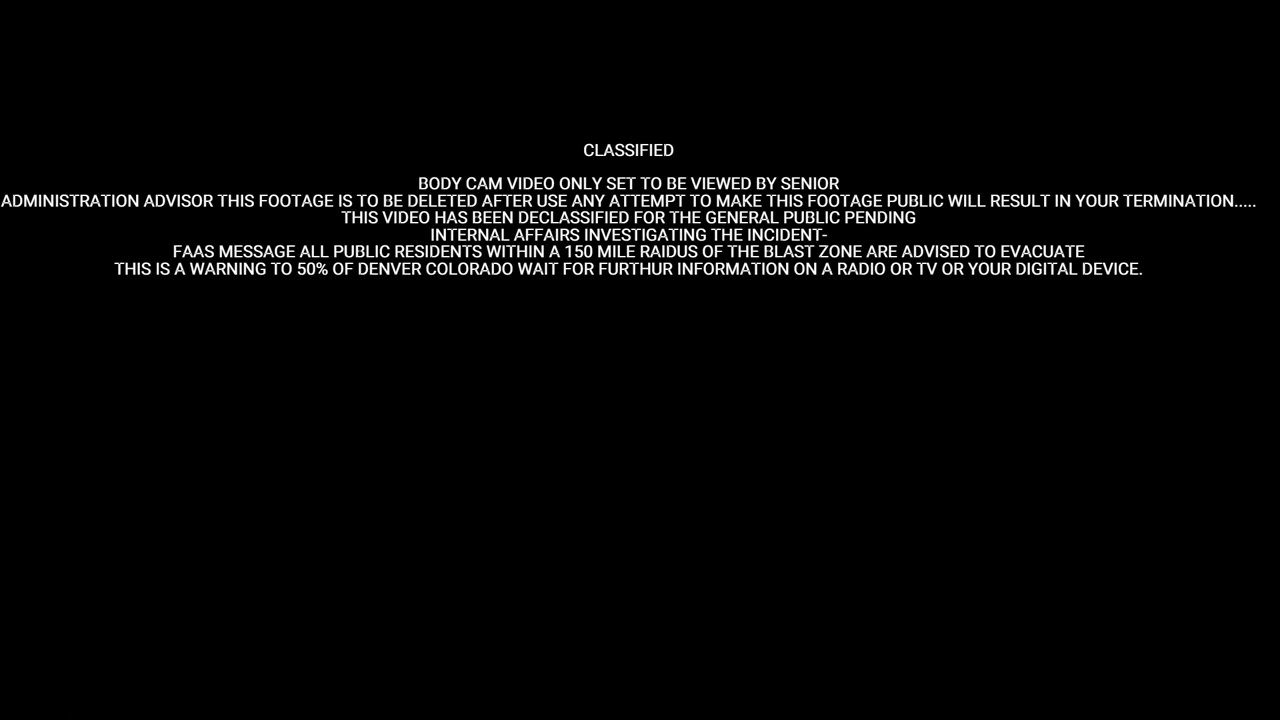 CLASSIFIED
BODY CAM VIDEO ONLY SET TO BE VIEWED BY SENIOR
ADMINISTRATION ADVISOR THIS FOOTAGE IS TO BE DELETED AFTER USE ANY ATTEMPT TO MAKE THIS FOOTAGE PUBLIC WILL RESULT IN YOUR TERMINATION.....
THIS VIDEO HAS BEEN DECLASSIFIED FOR THE GENERAL PUBLIC PENDING
INTERNAL AFFAIRS INVESTIGATING THE INCIDENT-
FAAS MESSAGE ALL PUBLIC RESIDENTS WITHIN A 150 MILE RAIDUS OF THE BLAST ZONE ARE ADVISED TO EVACUATE
THIS IS A WARNING TO 50% OF DENVER COLORADO WAIT FOR FURTHUR INFORMATION ON A RADIO OR TV OR YOUR DIGITAL DEVICE.